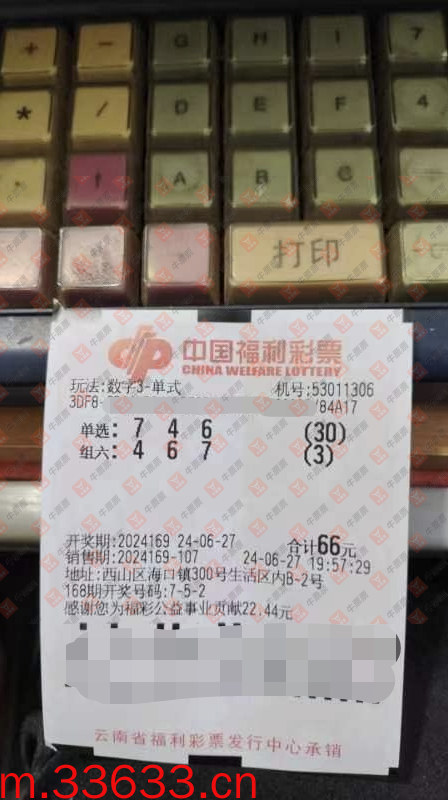 + - G H I 7
* / D E F 4
↑ A B C
打印
中国福利彩票
CHINA WELFARE LOTTERY
玩法:数字3-单式 机号:53011306
3DF8- /84A17
单选: 7 4 6 (30)
组六: 4 6 7 (3)
开奖期:2024169 24-06-27 合计66元
销售期:2024169-107 24-06-27 19:57:29
地址:西山区海口镇300号生活区内B-2号
168期开奖号码:7-5-2
感谢您为福彩公益事业贡献22.44元
云南省福利彩票发行中心承销
m.33633.cn